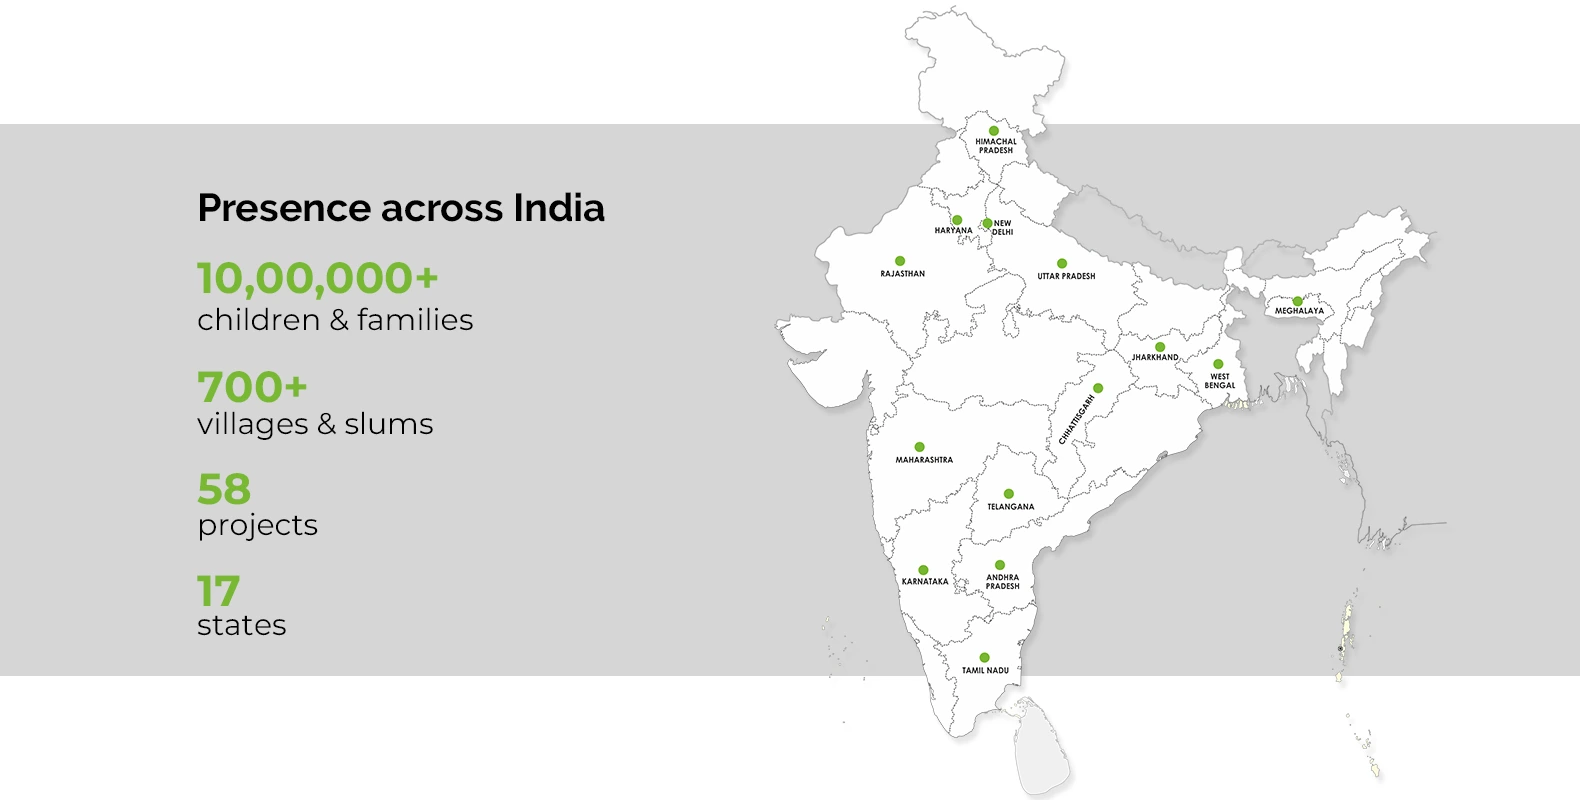 Presence across India
10,00,000+
children & families
700+
villages & slums
58
projects
17
states
HIMACHAL
PRADESH
HARYANA
NEW
DELHI
RAJASTHAN
UTTAR PRADESH
MEGHALAYA
JHARKHAND
WEST
BENGAL
CHHATTISGARH
MAHARASHTRA
TELANGANA
KARNATAKA
ANDHRA
PRADESH
TAMIL NADU